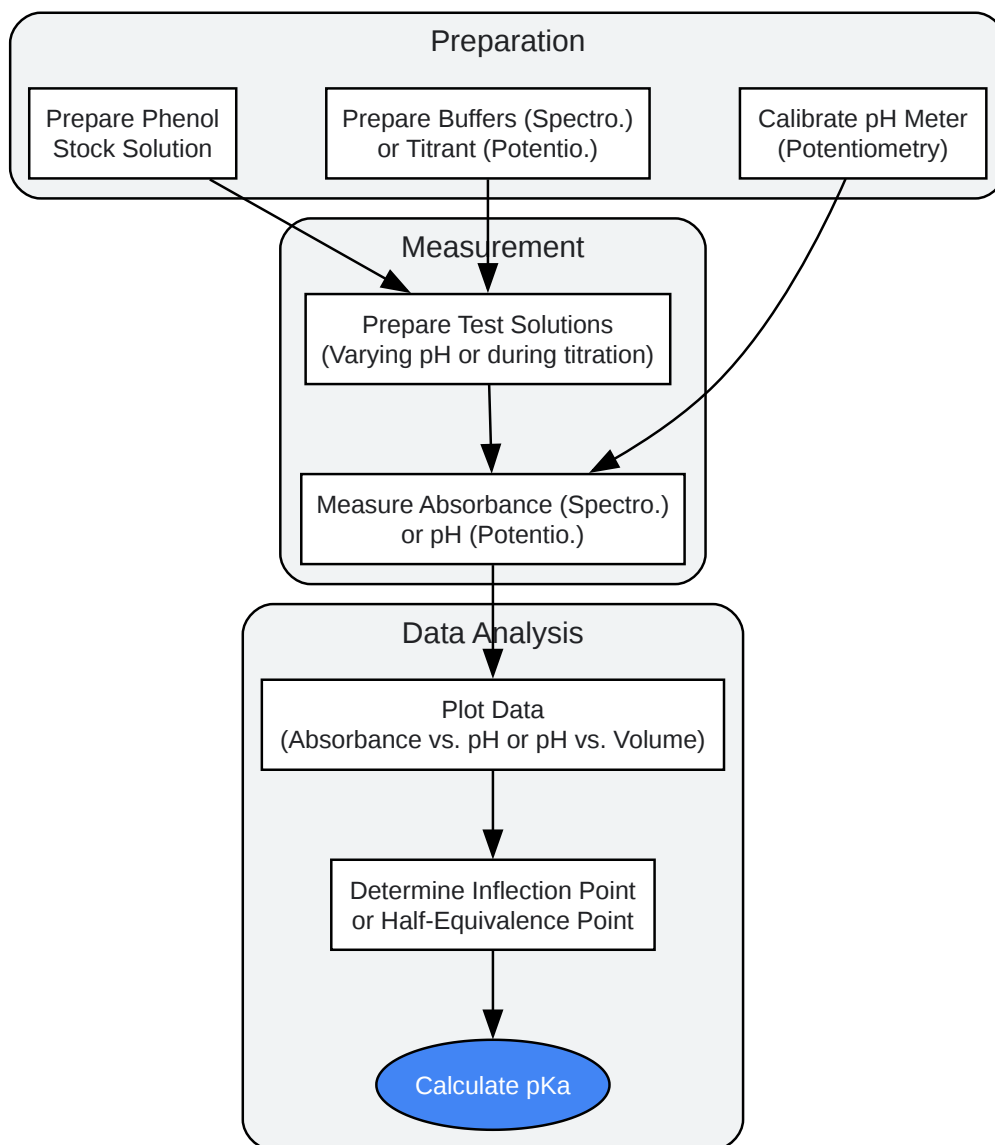 Preparation
Prepare Phenol
Stock Solution
Prepare Buffers (Spectro.)
or Titrant (Potentio.)
Calibrate pH Meter
(Potentiometry)
Measurement
Prepare Test Solutions
(Varying pH or during titration)
Measure Absorbance (Spectro.)
or pH (Potentio.)
Data Analysis
Plot Data
(Absorbance vs. pH or pH vs. Volume)
Determine Inflection Point
or Half-Equivalence Point
Calculate pKa